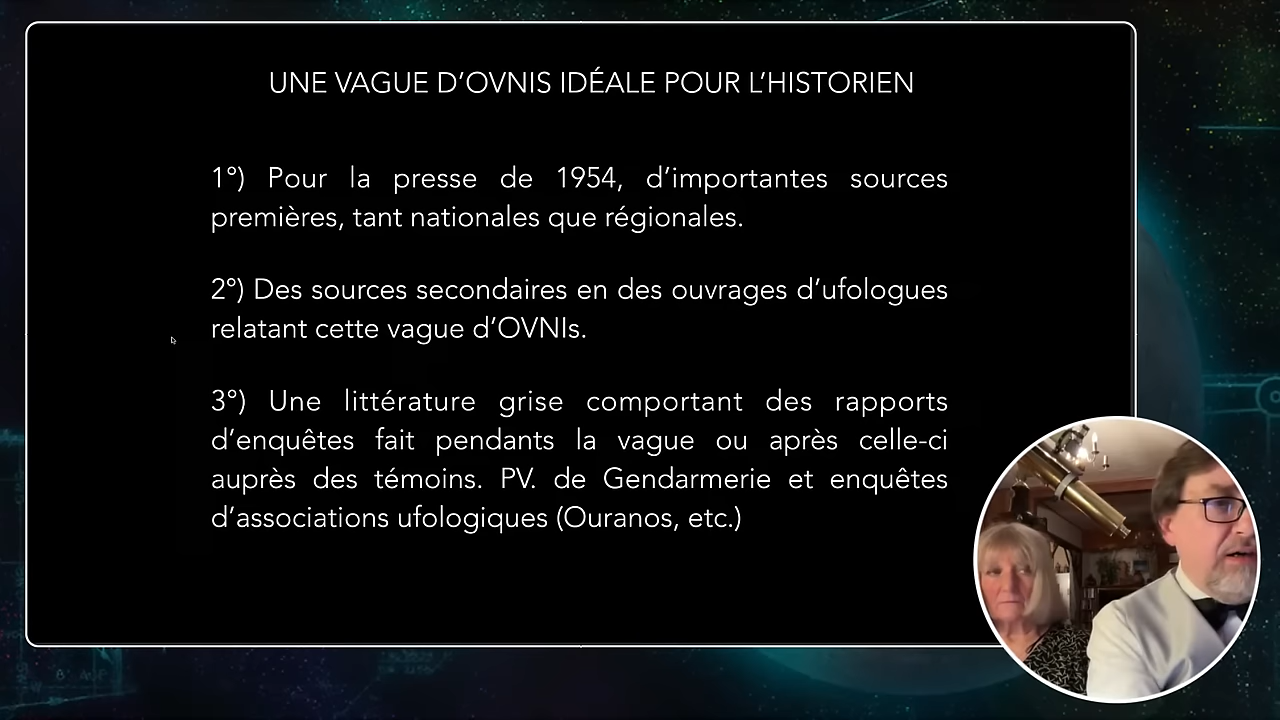 UNE VAGUE D’OVNIS IDÉALE POUR L’HISTORIEN
1°) Pour la presse de 1954, d’importantes sources
premières, tant nationales que régionales.
2°) Des sources secondaires en des ouvrages d’ufologues
relatant cette vague d’OVNIs.
3°) Une littérature grise comportant des rapports
d’enquêtes fait pendants la vague ou après celle-ci
auprès des témoins. PV. de Gendarmerie et enquêtes
d’associations ufologiques (Ouranos, etc.)